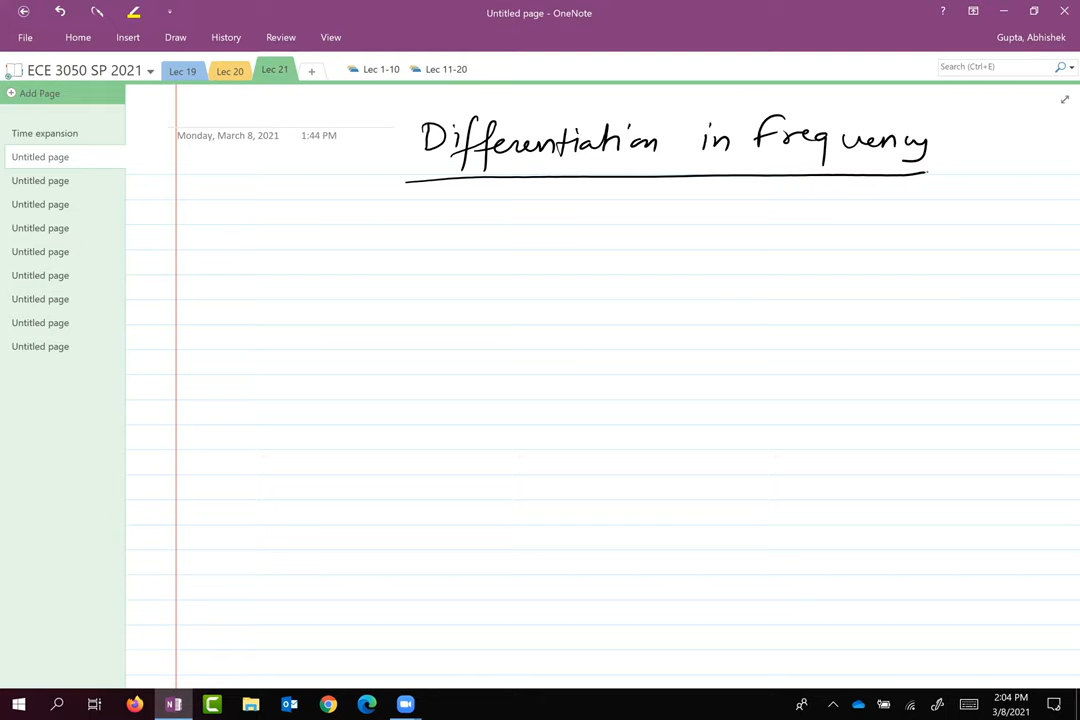 Untitled page - OneNote
?
File Home Insert Draw History Review View
Gupta, Abhishek
ECE 3050 SP 2021
Lec 19 Lec 20 Lec 21 + Lec 1-10 Lec 11-20
Search (Ctrl+E)
+ Add Page
Time expansion
Untitled page
Untitled page
Untitled page
Untitled page
Untitled page
Untitled page
Untitled page
Untitled page
Untitled page
Monday, March 8, 2021 1:44 PM
Differentiation in Frequency
2:04 PM
3/8/2021